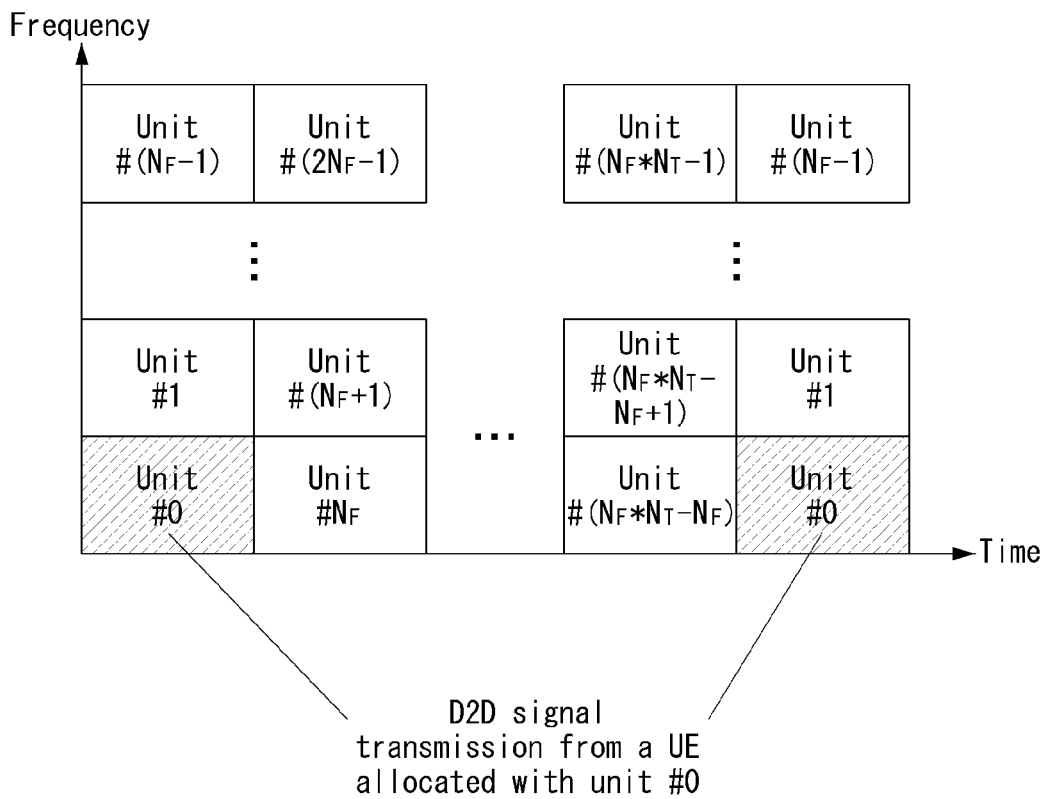 Frequency
Unit
#(NF-1)
Unit
#(2NF-1)
Unit
#(NF*NT-1)
Unit
#(NF-1)
Unit
#1
Unit
#(NF+1)
Unit
#(NF*NT-
NF+1)
Unit
#1
Unit
#0
Unit
#NF
Unit
#(NF*NT-NF)
Unit
#0
Time
D2D signal
transmission from a UE
allocated with unit #0